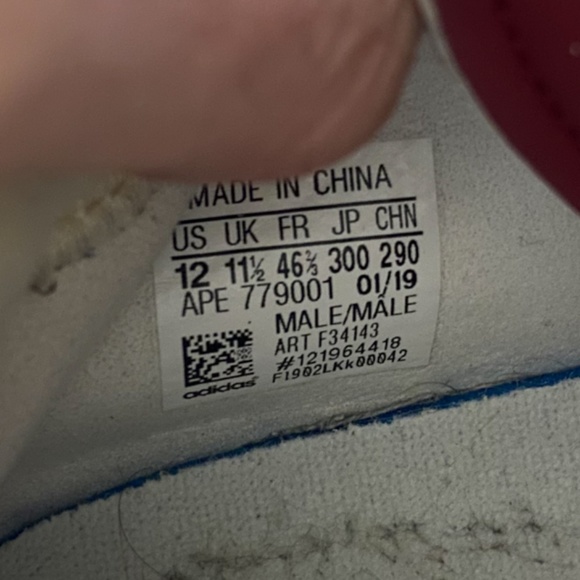 MADE IN CHINA
US UK FR JP CHN
12 11½ 46⅔ 300 290
APE 779001 01/19
MALE/MÂLE
ART F34143
#121964418
F1902LKk00042
adidas